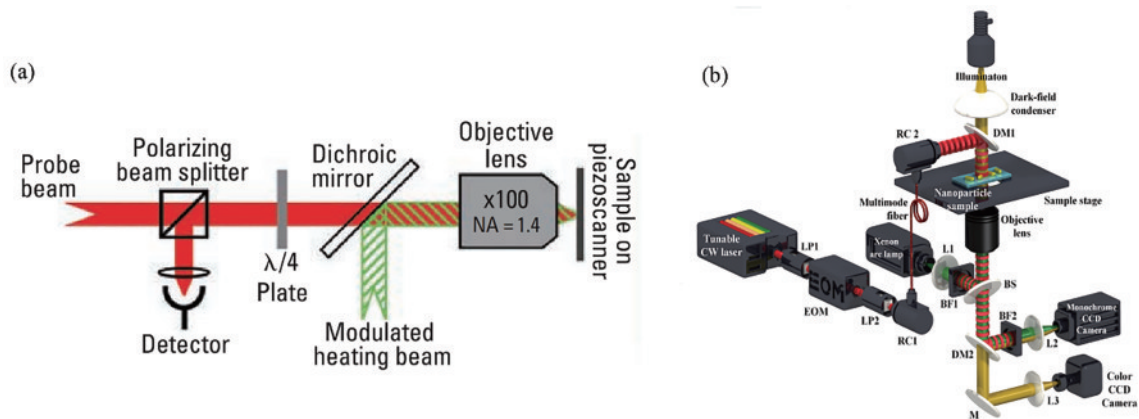 (a)
Probe
beam
Polarizing
beam splitter
λ/4
Plate
Detector
Dichroic
mirror
Modulated
heating beam
Objective
lens
x100
NA = 1.4
Sample on
piezoscanner
(b)
Illuminaton
Dark-field
condenser
DM1
RC 2
Nanoparticle
sample
Sample stage
Multimode
fiber
Objective
lens
Tunable
CW laser
LP1
EOM
EOM
LP2
RC1
Xenon
arc lamp
L1
BF1
BS
BF2
Monochrome
CCD
Camera
L2
DM2
L3
M
Color
CCD
Camera